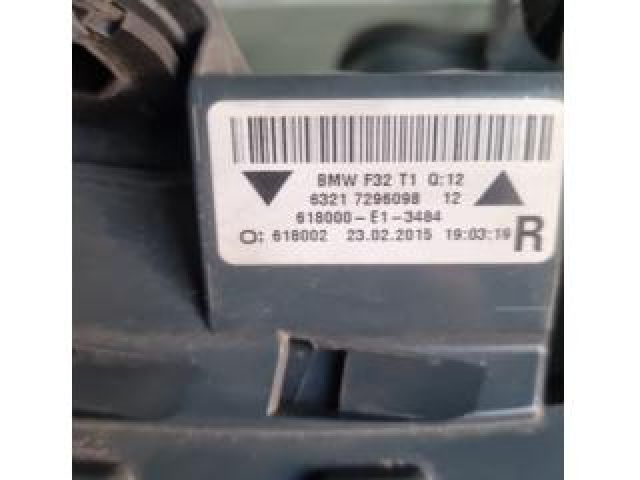 BMW F32 T1 Q:12
6321 7296098 12
618000-E1-3484
O: 618002 23.02.2015 19:03:19 R